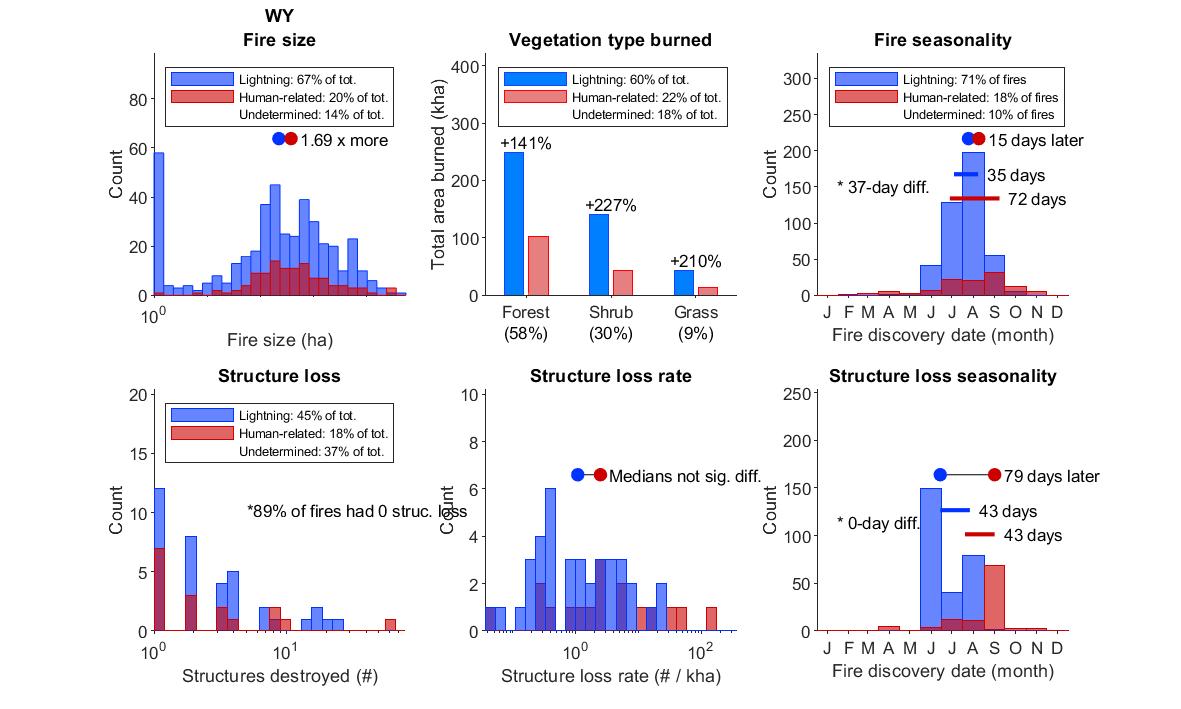 WY
Fire size
Lightning: 67% of tot.
Human-related: 20% of tot.
Undetermined: 14% of tot.
1.69 x more
Count
80
60
40
20
0
10^0
Fire size (ha)
Vegetation type burned
Lightning: 60% of tot.
Human-related: 22% of tot.
Undetermined: 18% of tot.
Total area burned (kha)
400
300
200
100
0
+141%
+227%
+210%
Forest Shrub Grass
(58%) (30%) (9%)
Fire seasonality
Lightning: 71% of fires
Human-related: 18% of fires
Undetermined: 10% of fires
15 days later
35 days
* 37-day diff.
72 days
Count
300
250
200
150
100
50
0
J F M A M J J A S O N D
Fire discovery date (month)
Structure loss
Lightning: 45% of tot.
Human-related: 18% of tot.
Undetermined: 37% of tot.
*89% of fires had 0 struc. loss
Count
20
15
10
5
0
10^0 10^1
Structures destroyed (#)
Structure loss rate
Medians not sig. diff.
Count
10
8
6
4
2
0
10^0 10^2
Structure loss rate (# / kha)
Structure loss seasonality
79 days later
43 days
* 0-day diff.
43 days
Count
250
200
150
100
50
0
J F M A M J J A S O N D
Fire discovery date (month)